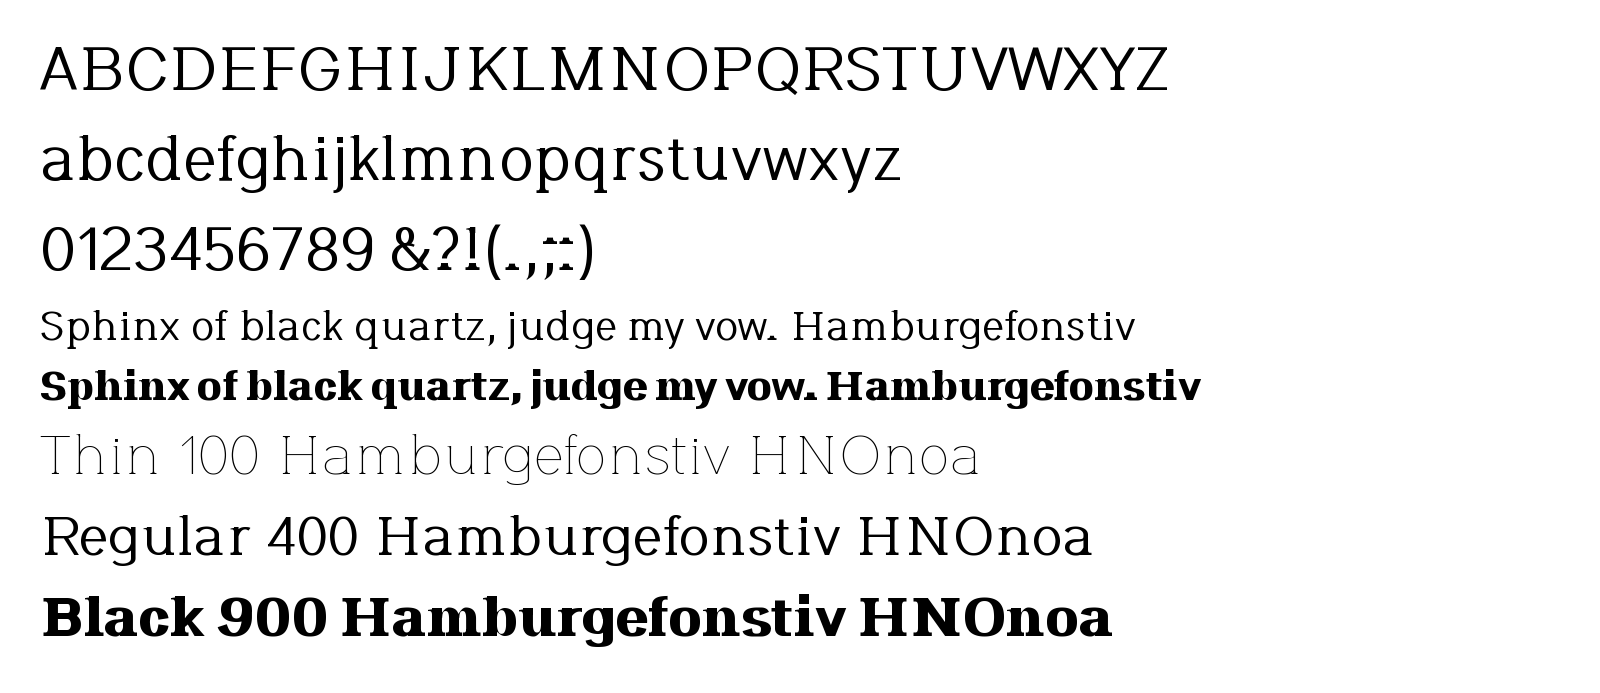 ABCDEFGHIJKLMNOPQRSTUVWXYZ
abcdefghijklmnopqrstuvwxyz
0123456789 &?!(.,;:)
Sphinx of black quartz, judge my vow. Hamburgefonstiv
Sphinx of black quartz, judge my vow. Hamburgefonstiv
Thin 100 Hamburgefonstiv HNOnoa
Regular 400 Hamburgefonstiv HNOnoa
Black 900 Hamburgefonstiv HNOnoa